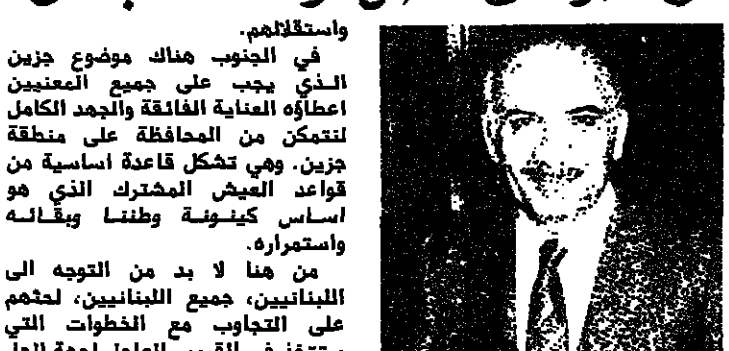 واستقلالهم.
في الجنوب هناك موضوع جزين
الـذي يجب على جميع المعنيين
اعطاؤه العناية الفائقة والجهد الكامل
لنتمكن من المحافظة على منطقة
جزين. وهي تشكل قاعدة اساسية من
قواعد العيش المشترك الذي هو
اساس كينونة وطننا وبقائه
واستمراره.
من هنا لا بد من التوجه الى
اللبنانيين، جميع اللبنانيين، لحثهم
على التجاوب مع الخطوات التي